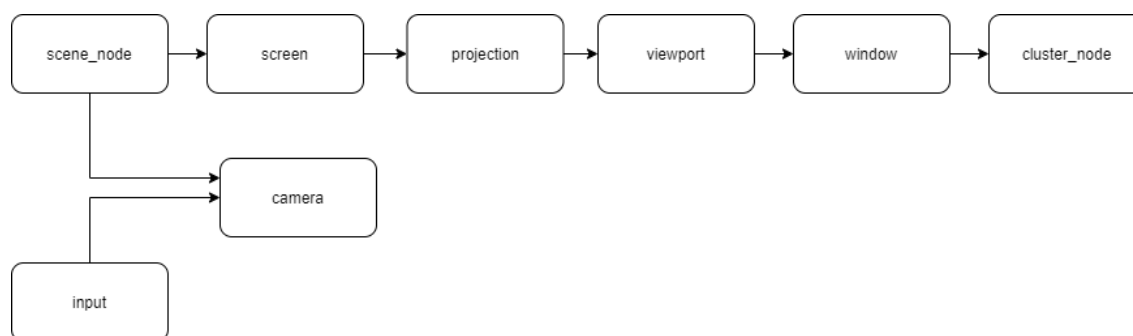 scene_node
screen
projection
viewport
window
cluster_node
camera
input